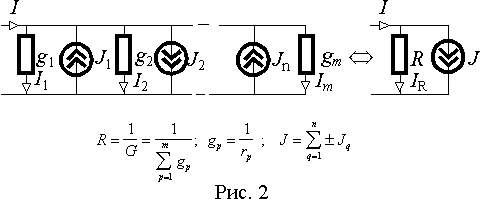 I I
g1 J1 g2 J2 Jn gm ⇔ R J
I1 I2 Im IR
R = 1/G = 1/∑_{p=1}^{m} g_p ; g_p = 1/r_p ; J = ∑_{q=1}^{n} ± J_q
Рис. 2